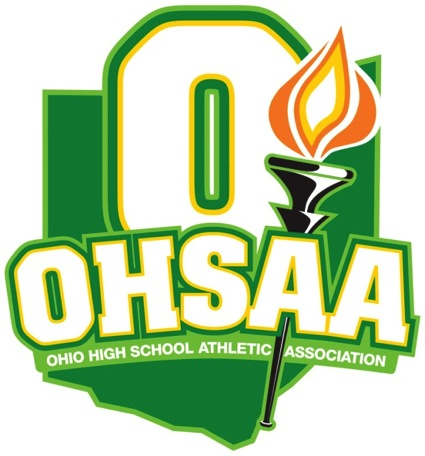 O
OHSAA
OHIO HIGH SCHOOL ATHLETIC ASSOCIATION